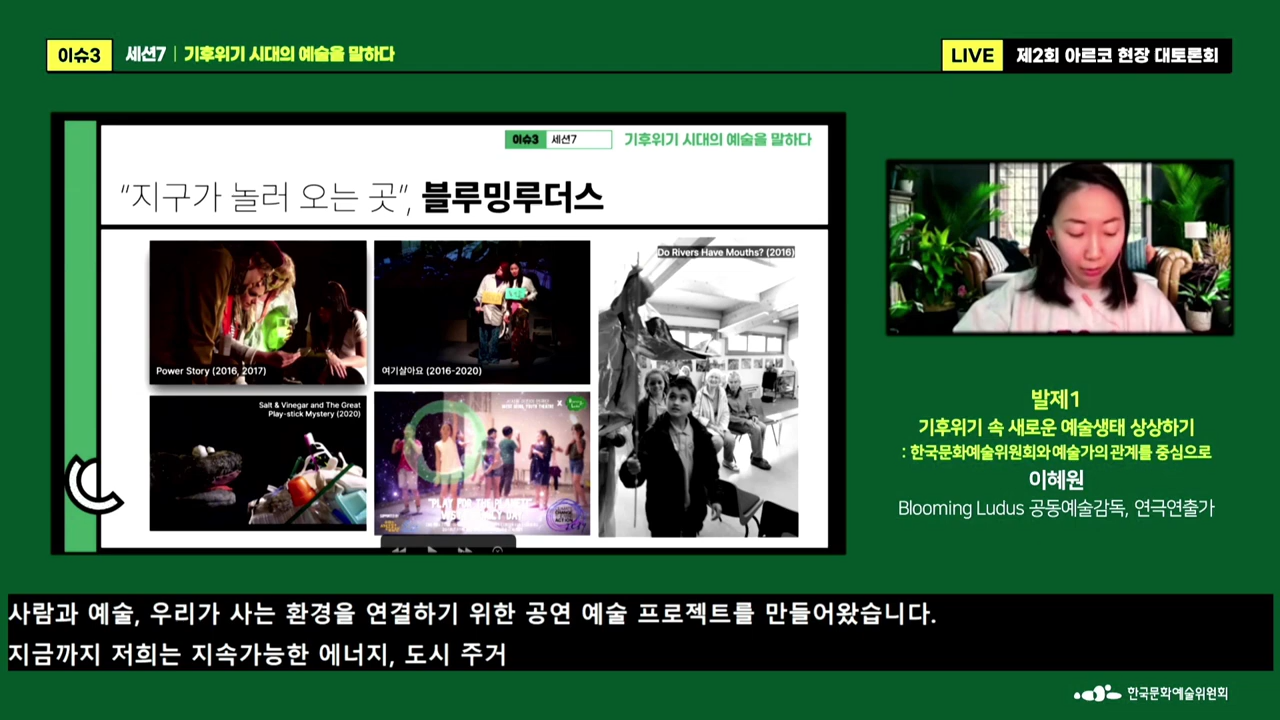 이슈3
세션7 | 기후위기 시대의 예술을 말하다
LIVE
제2회 아르코 현장 대토론회
이슈3 세션7
기후위기 시대의 예술을 말하다
“지구가 놀러 오는 곳”, 블루밍루더스
Power Story (2016, 2017)
여기살아요 (2016-2020)
Do Rivers Have Mouths? (2016)
Salt & Vinegar and The Great
Play-stick Mystery (2020)
"PLAY FOR THE PLANET"
발제1
기후위기 속 새로운 예술생태 상상하기
: 한국문화예술위원회와 예술가의 관계를 중심으로
이혜원
Blooming Ludus 공동예술감독, 연극연출가
사람과 예술, 우리가 사는 환경을 연결하기 위한 공연 예술 프로젝트를 만들어왔습니다.
지금까지 저희는 지속가능한 에너지, 도시 주거
한국문화예술위원회